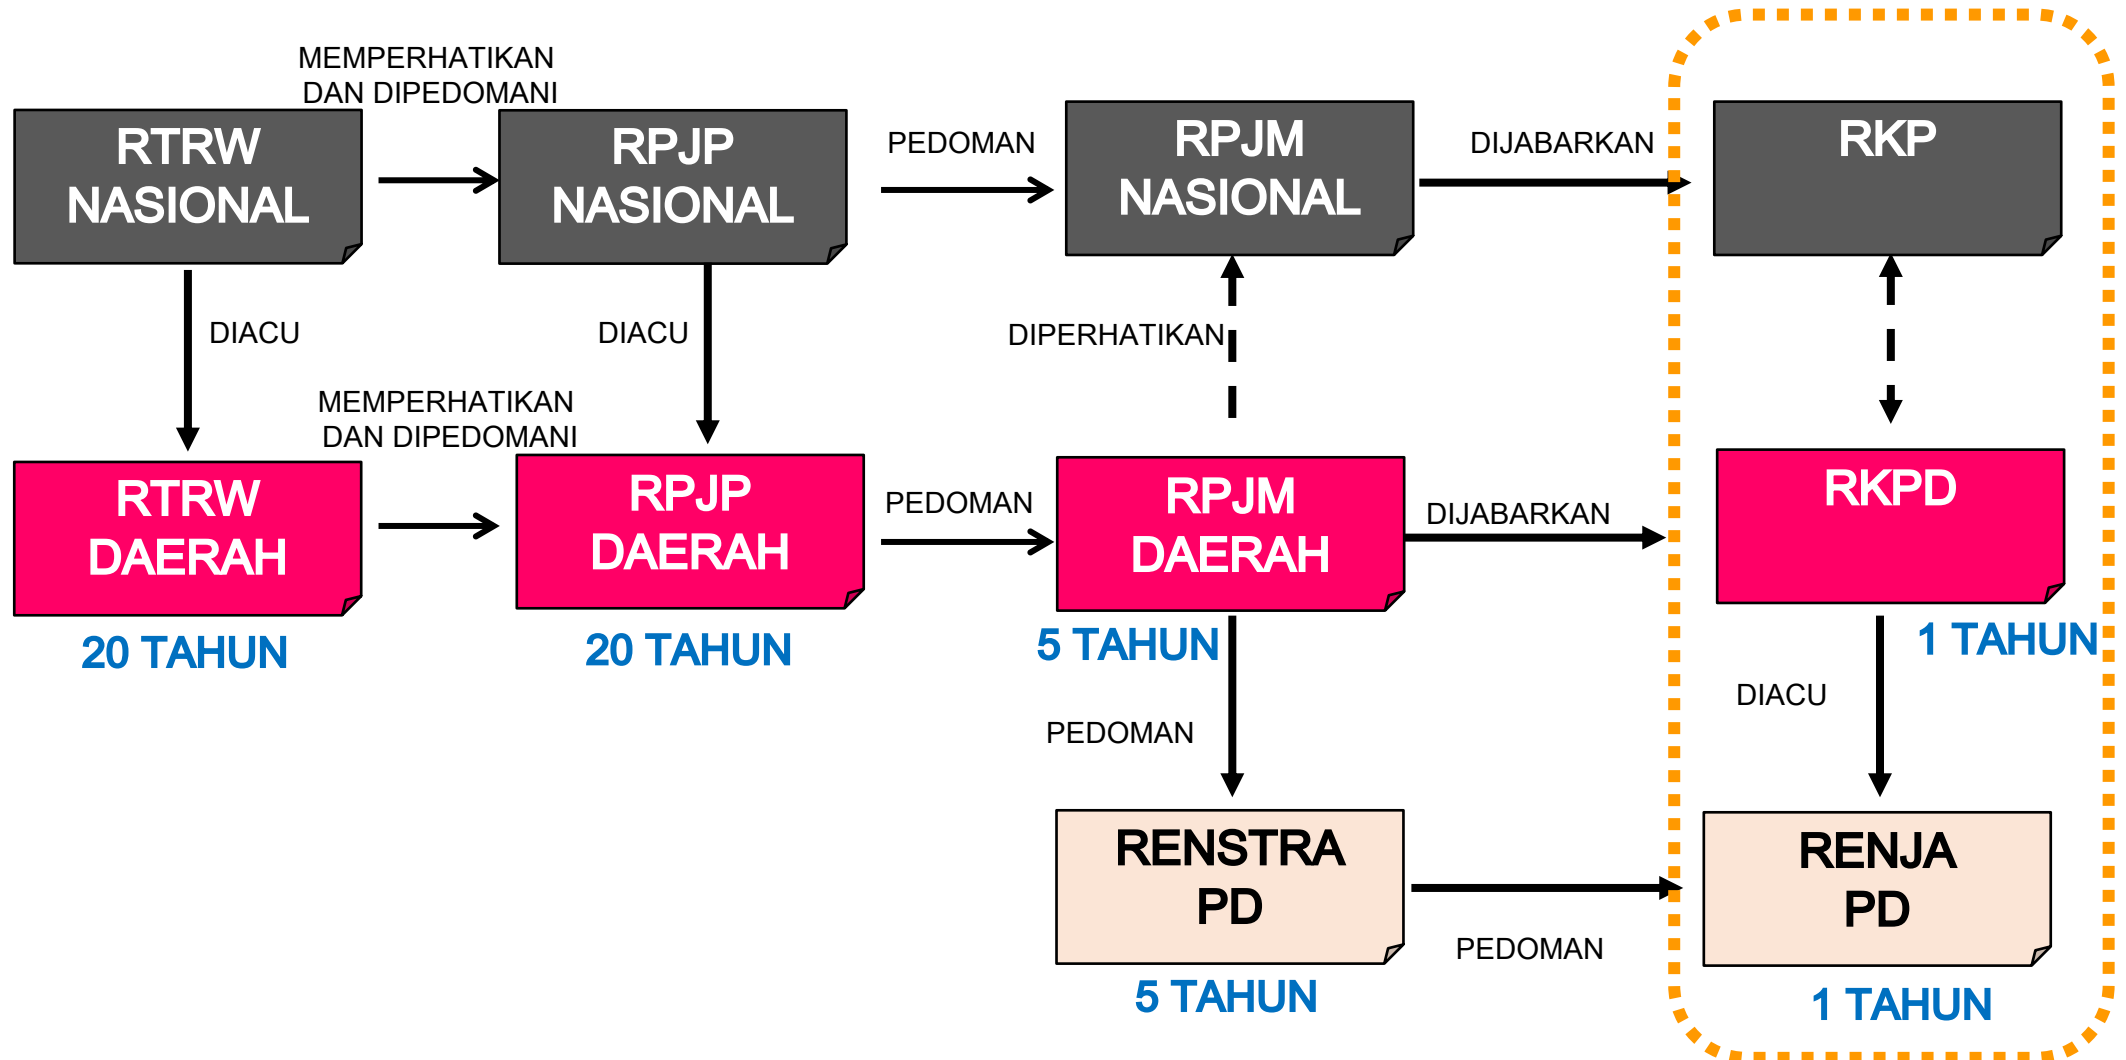 MEMPERHATIKAN
DAN DIPEDOMANI
RTRW
NASIONAL
RPJP
NASIONAL
PEDOMAN
RPJM
NASIONAL
DIJABARKAN
RKP
DIACU
DIACU
DIPERHATIKAN
MEMPERHATIKAN
DAN DIPEDOMANI
RTRW
DAERAH
20 TAHUN
RPJP
DAERAH
20 TAHUN
PEDOMAN
RPJM
DAERAH
5 TAHUN
DIJABARKAN
RKPD
1 TAHUN
PEDOMAN
DIACU
RENSTRA
PD
5 TAHUN
PEDOMAN
RENJA
PD
1 TAHUN